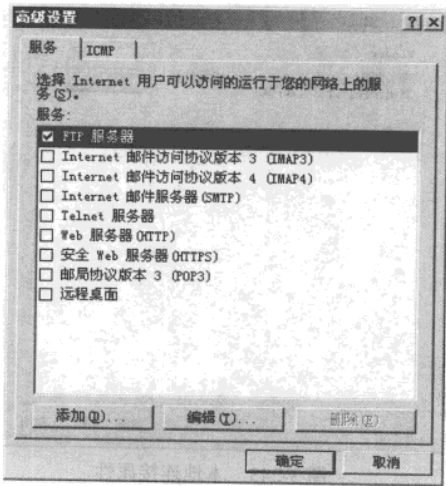 高级设置
服务 ICMP
选择 Internet 用户可以访问的运行于您的网络上的服
务(S)。
服务:
FTP 服务器
Internet 邮件访问协议版本 3 (IMAP3)
Internet 邮件访问协议版本 4 (IMAP4)
Internet 邮件服务器(SMTP)
Telnet 服务器
Web 服务器(HTTP)
安全 Web 服务器(HTTPS)
邮局协议版本 3 (POP3)
远程桌面
添加(D)... 编辑(T)... 删除(E)
确定 取消